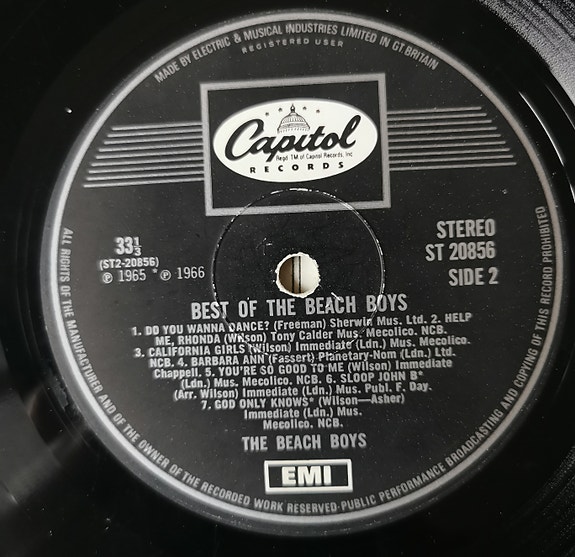 MADE BY ELECTRIC & MUSICAL INDUSTRIES LIMITED IN GT BRITAIN
REGISTERED USER
Capitol
Regd TM of Capitol Records, Inc
RECORDS
33⅓
(ST2-20856)
℗ 1965 * ℗ 1966
STEREO
ST 20856
SIDE 2
BEST OF THE BEACH BOYS
1. DO YOU WANNA DANCE? (Freeman) Sherwin Mus. Ltd. 2. HELP
ME, RHONDA (Wilson) Tony Calder Mus. Mecolico. NCB.
3. CALIFORNIA GIRLS (Wilson) Immediate (Ldn.) Mus. Mecolico.
NCB. 4. BARBARA ANN (Fassert) Planetary-Nom (Ldn.) Ltd.
Chappell. 5. YOU'RE SO GOOD TO ME (Wilson) Immediate
(Ldn.) Mus. Mecolico. NCB. 6. SLOOP JOHN B*
(Arr. Wilson) Immediate (Ldn.) Mus. Publ. F. Day.
7. GOD ONLY KNOWS* (Wilson—Asher)
Immediate (Ldn.) Mus.
Mecolico. NCB.
THE BEACH BOYS
EMI
ALL RIGHTS OF THE MANUFACTURER AND OF THE OWNER OF THE RECORDED WORK RESERVED·PUBLIC PERFORMANCE BROADCASTING AND COPYING OF THIS RECORD PROHIBITED